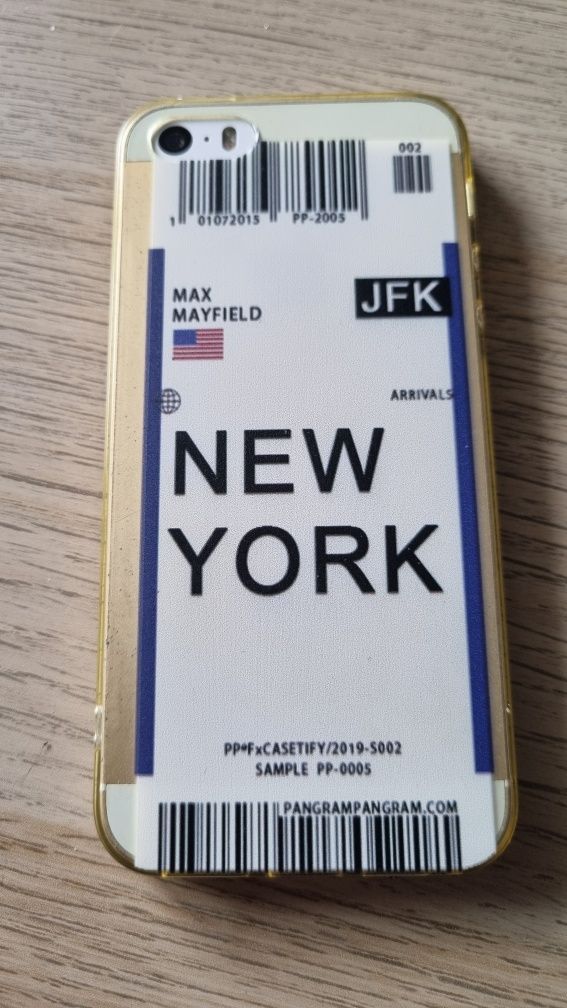 002
1 01072015 PP-2005
MAX
MAYFIELD
JFK
ARRIVALS
NEW
YORK
PP*FxCASETIFY/2019-S002
SAMPLE PP-0005
PANGRAMPANGRAM.COM